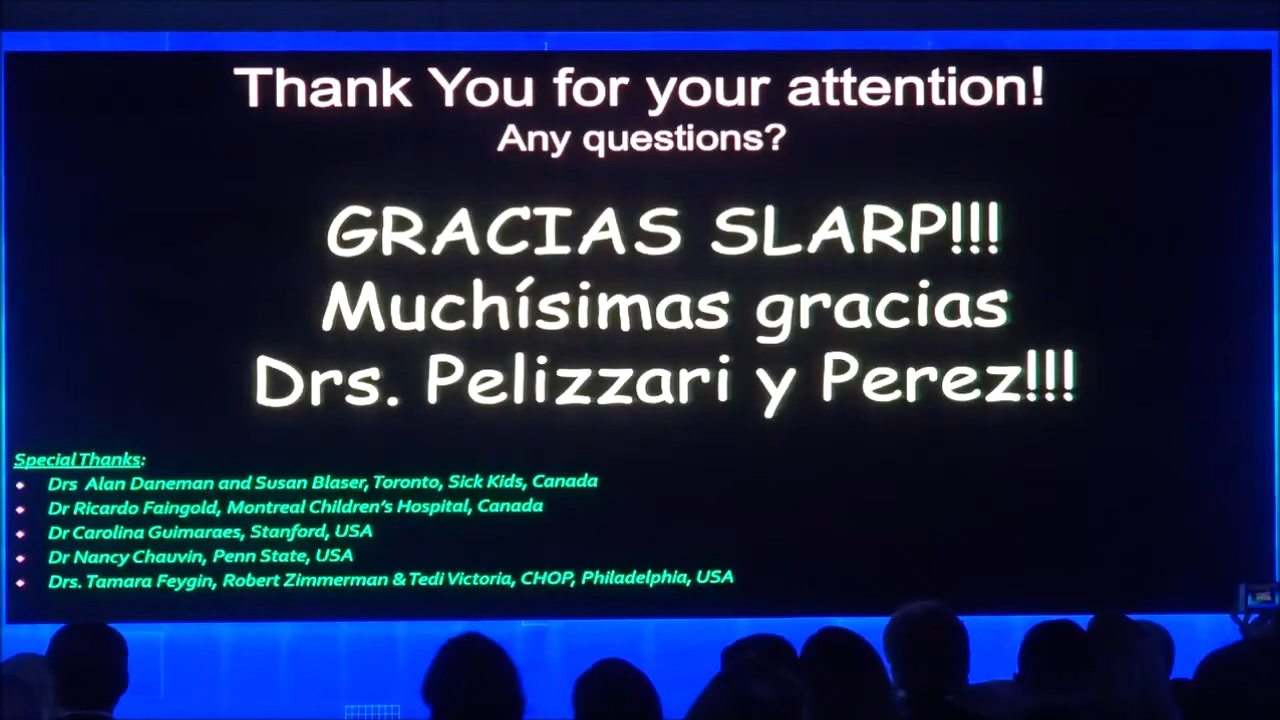 Thank You for your attention!
Any questions?
GRACIAS SLARP!!!
Muchísimas gracias
Drs. Pelizzari y Perez!!!
Special Thanks:
Drs Alan Daneman and Susan Blaser, Toronto, Sick Kids, Canada
Dr Ricardo Faingold, Montreal Children's Hospital, Canada
Dr Carolina Guimaraes, Stanford, USA
Dr Nancy Chauvin, Penn State, USA
Drs. Tamara Feygin, Robert Zimmerman & Tedi Victoria, CHOP, Philadelphia, USA